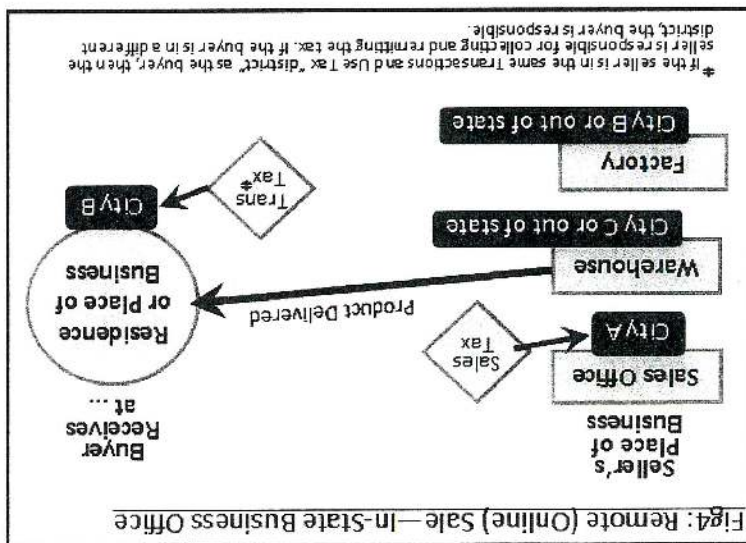 Fig4: Remote (Online) Sale—In-State Business Office
Seller's
Place of
Business
Buyer
Receives
at ...
Sales Office
City A
Sales
Tax
Product Delivered
Residence
or Place of
Business
City B
Warehouse
City C or out of state
Trans
Tax*
Factory
City B or out of state
* If the seller is in the same Transactions and Use Tax "district" as the buyer, then the
seller is responsible for collecting and remitting the tax. If the buyer is in a different
district, the buyer is responsible.